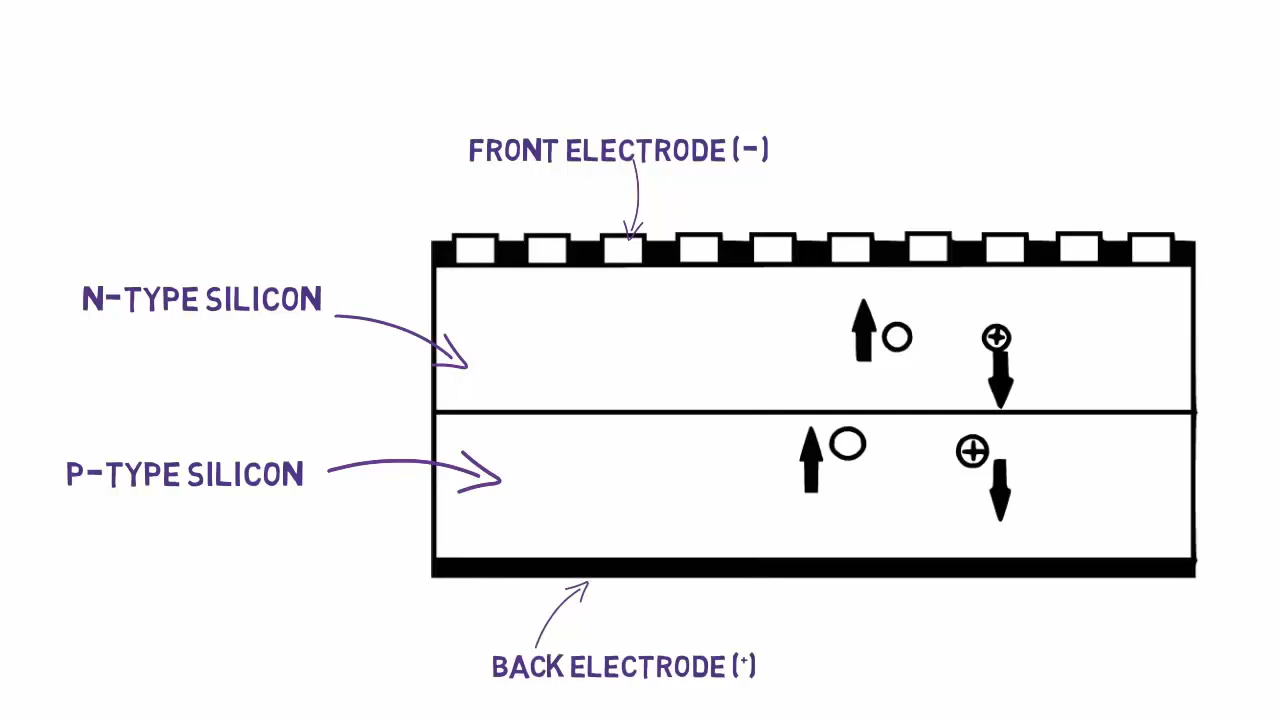 FRONT ELECTRODE (-)
N-TYPE SILICON
P-TYPE SILICON
BACK ELECTRODE (+)